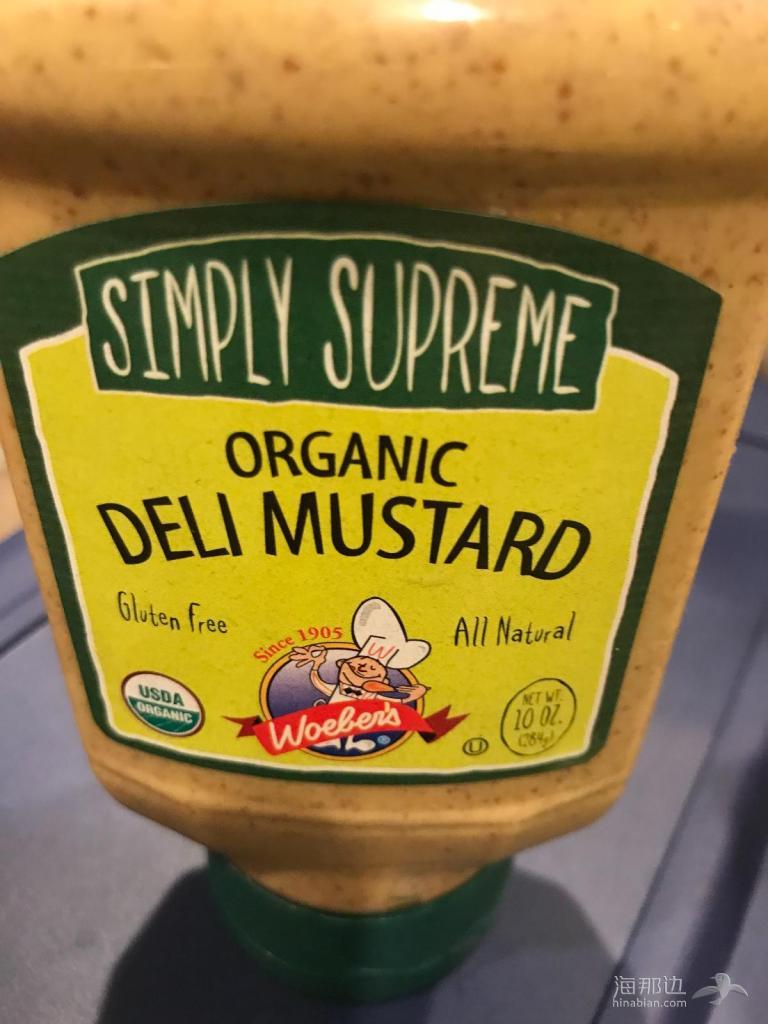 SIMPLY SUPREME
ORGANIC
DELI MUSTARD
Gluten Free
All Natural
Since 1905
W
USDA
ORGANIC
Woeber's
®
U
NET WT.
10 OZ.
(284g)
海那边
hinabian.com